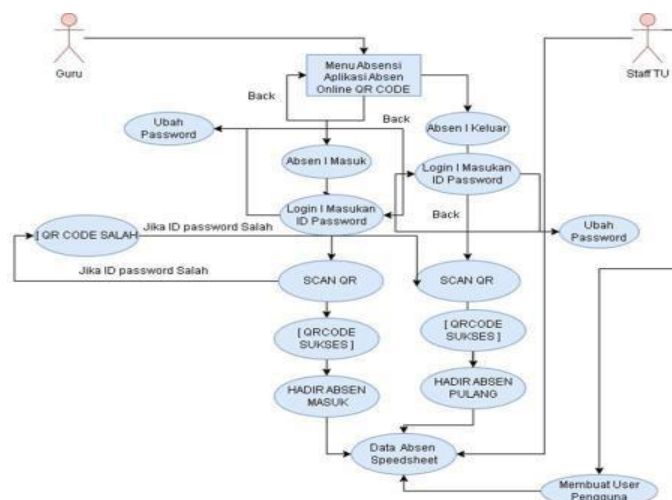 Guru
Staff TU
Menu Absensi
Aplikasi Absen
Online QR CODE
Back
Back
Ubah
Password
Absen I Keluar
Absen I Masuk
Login I Masukan
ID Password
Login I Masukan
ID Password
Back
Ubah
Password
[ QR CODE SALAH
Jika ID password Salah
Jika ID password Salah
SCAN QR
SCAN QR
[ QRCODE
SUKSES ]
[ QRCODE
SUKSES ]
HADIR ABSEN
MASUK
HADIR ABSEN
PULANG
Data Absen
Speedsheet
Membuat User
Pengguna